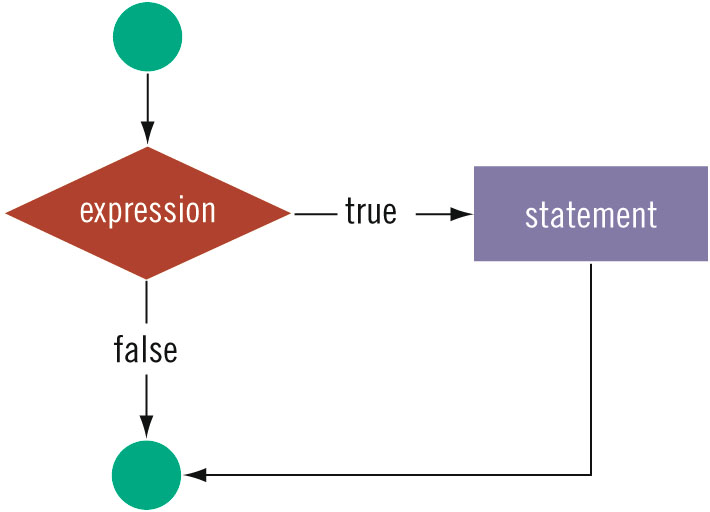 expression
true
statement
false